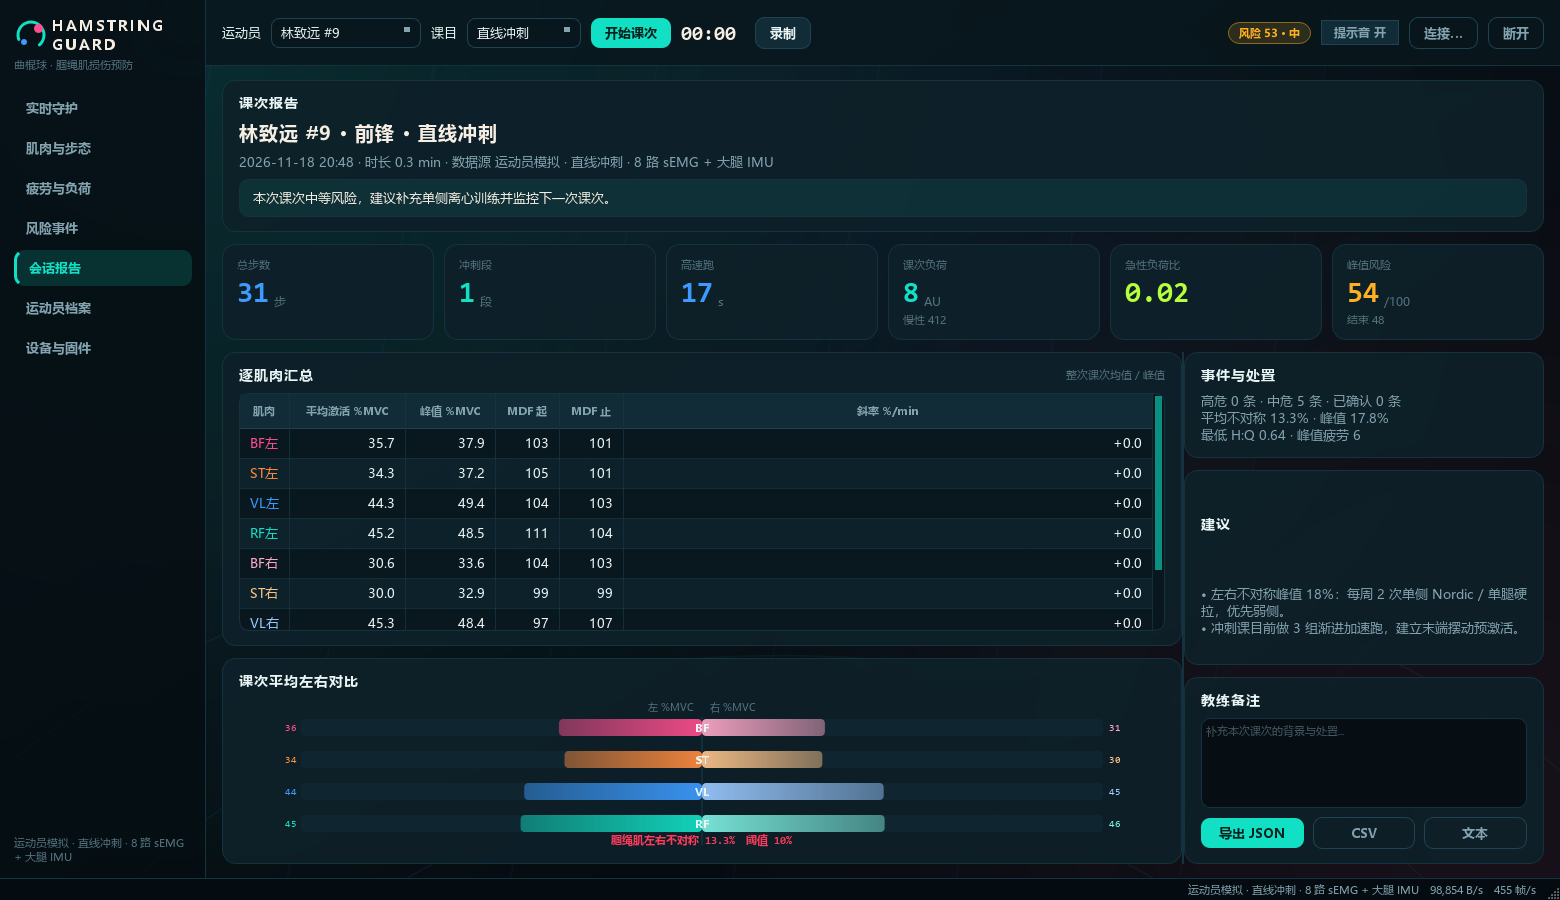 HAMSTRING
GUARD
曲棍球 · 腘绳肌损伤预防
实时守护
肌肉与步态
疲劳与负荷
风险事件
会话报告
运动员档案
设备与固件
运动员模拟 · 直线冲刺 · 8 路 sEMG
+ 大腿 IMU
运动员 林致远 #9 课目 直线冲刺 开始课次 00:00 录制 风险 53 · 中 提示音 开 连接... 断开
课次报告
林致远 #9 · 前锋 · 直线冲刺
2026-11-18 20:48 · 时长 0.3 min · 数据源 运动员模拟 · 直线冲刺 · 8 路 sEMG + 大腿 IMU
本次课次中等风险，建议补充单侧离心训练并监控下一次课次。
总步数
31 步
冲刺段
1 段
高速跑
17 s
课次负荷
8 AU
慢性 412
急性负荷比
0.02
峰值风险
54 /100
结束 48
逐肌肉汇总 整次课次均值 / 峰值
肌肉 平均激活 %MVC 峰值 %MVC MDF 起 MDF 止 斜率 %/min
BF左 35.7 37.9 103 101 +0.0
ST左 34.3 37.2 105 101 +0.0
VL左 44.3 49.4 104 103 +0.0
RF左 45.2 48.5 111 104 +0.0
BF右 30.6 33.6 104 103 +0.0
ST右 30.0 32.9 99 99 +0.0
VL右 45.3 48.4 97 107 +0.0
课次平均左右对比
左 %MVC 右 %MVC
36 BF 31
34 ST 30
44 VL 45
45 RF 46
腘绳肌左右不对称 13.3% 阈值 10%
事件与处置
高危 0 条 · 中危 5 条 · 已确认 0 条
平均不对称 13.3% · 峰值 17.8%
最低 H:Q 0.64 · 峰值疲劳 6
建议
• 左右不对称峰值 18%：每周 2 次单侧 Nordic / 单腿硬
拉，优先弱侧。
• 冲刺课目前做 3 组渐进加速跑，建立末端摆动预激活。
教练备注
补充本次课次的背景与处置...
导出 JSON CSV 文本
运动员模拟 · 直线冲刺 · 8 路 sEMG + 大腿 IMU 98,854 B/s 455 帧/s